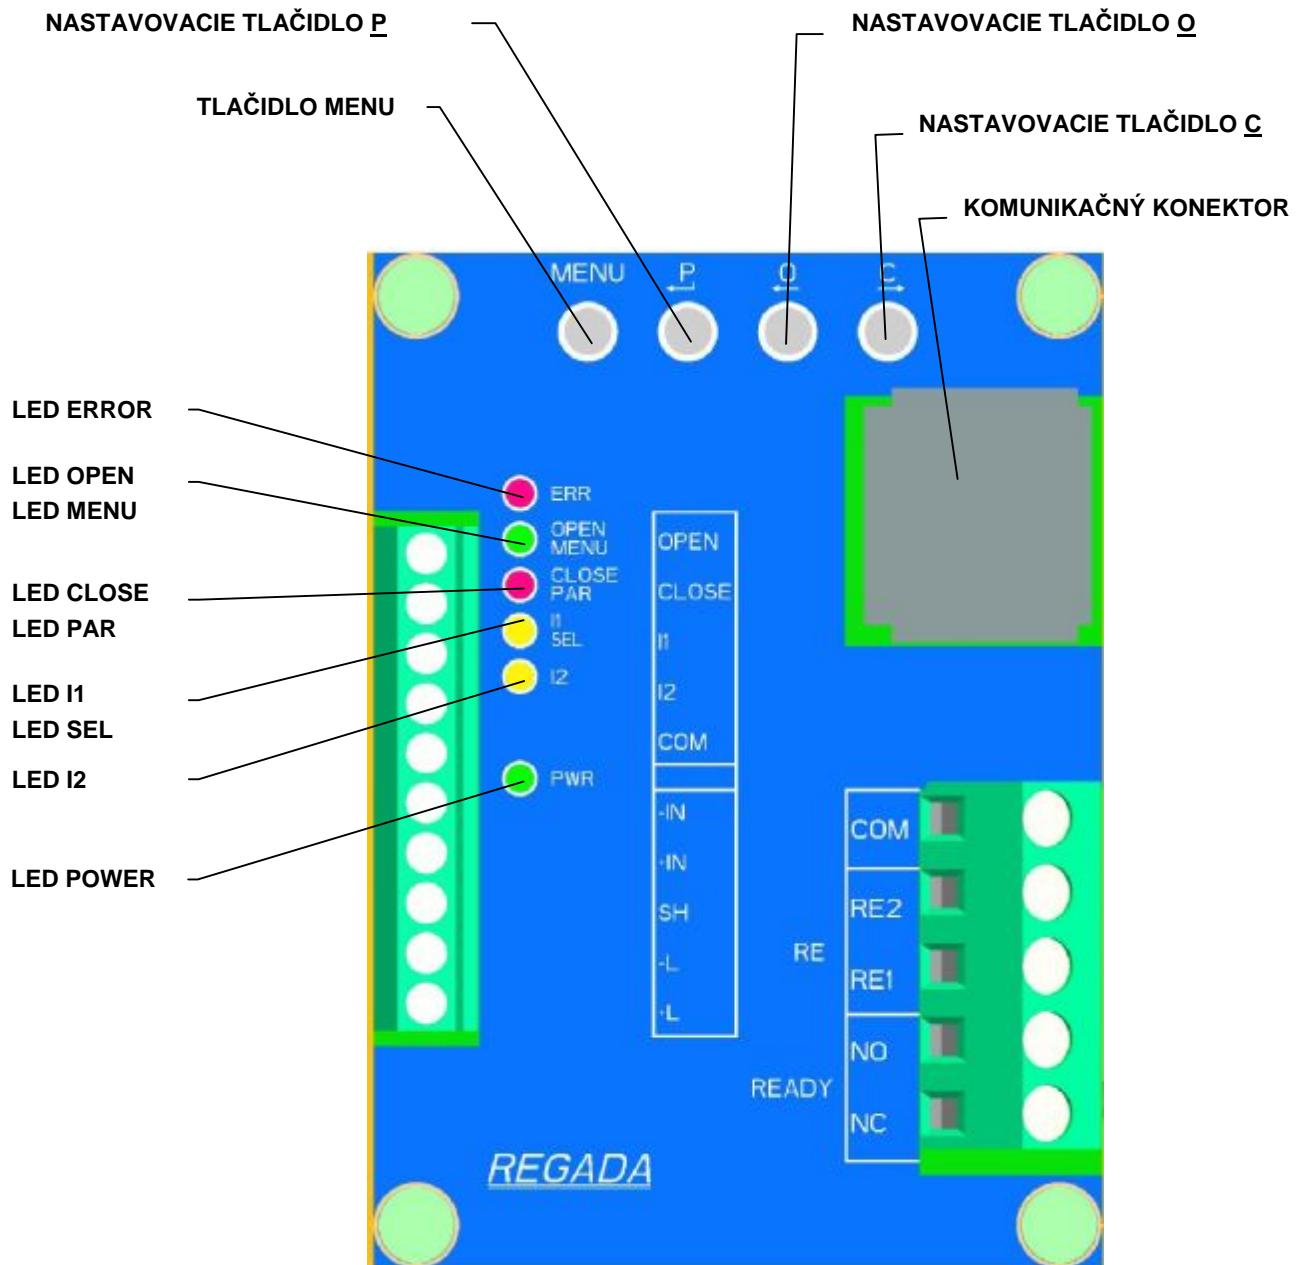 NASTAVOVACIE TLAČIDLO P
NASTAVOVACIE TLAČIDLO O
TLAČIDLO MENU
NASTAVOVACIE TLAČIDLO C
KOMUNIKAČNÝ KONEKTOR
MENU
P
O
C
LED ERROR
LED OPEN
LED MENU
LED CLOSE
LED PAR
LED I1
LED SEL
LED I2
LED POWER
ERR
OPEN
MENU
CLOSE
PAR
I1
SEL
I2
PWR
OPEN
CLOSE
I1
I2
COM
-IN
+IN
SH
-L
+L
COM
RE2
RE
RE1
NO
READY
NC
REGADA